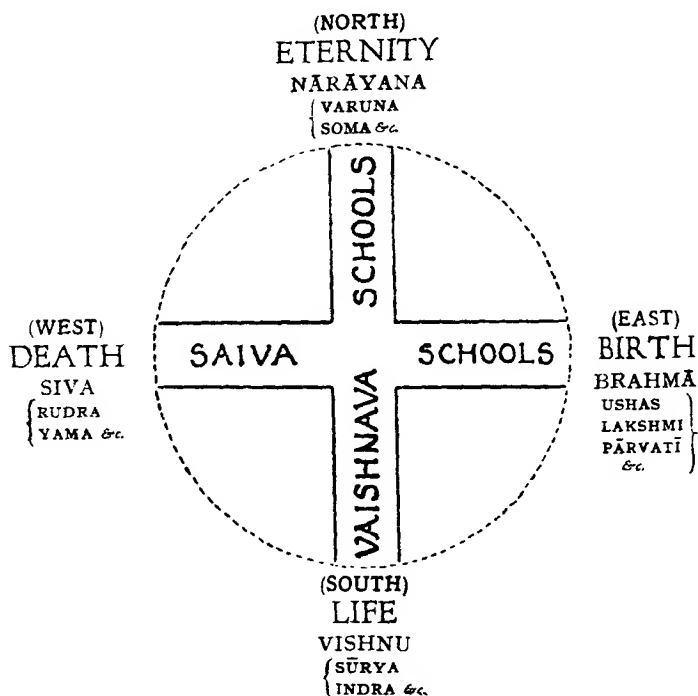 (NORTH)
ETERNITY
NĀRĀYANA
VARUNA
SOMA &c.
SCHOOLS
(WEST)
DEATH
SIVA
RUDRA
YAMA &c.
SAIVA SCHOOLS
(EAST)
BIRTH
BRAHMĀ
USHAS
LAKSHMI
PĀRVATĪ
&c.
VAISHNAVA
(SOUTH)
LIFE
VISHNU
SŪRYA
INDRA &c.